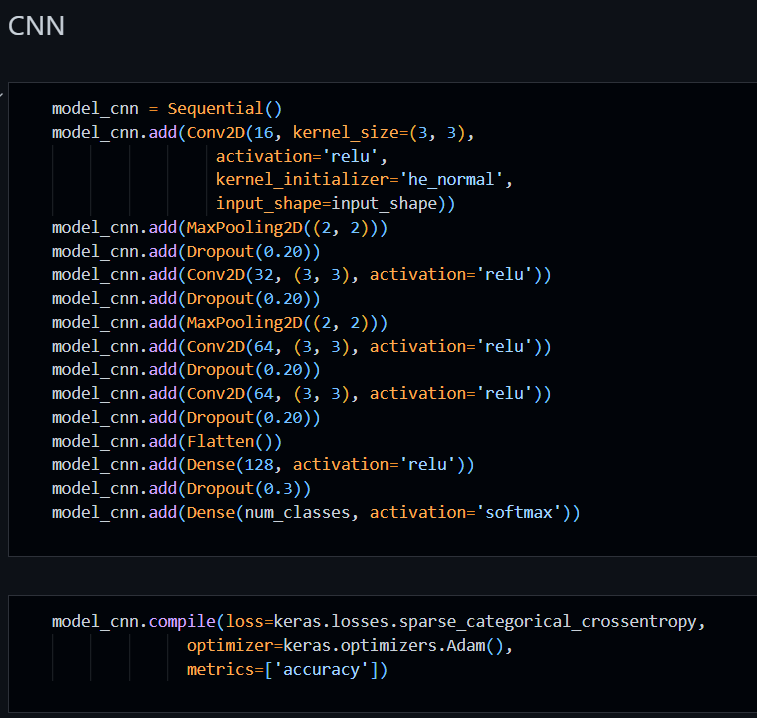 CNN
model_cnn = Sequential()
model_cnn.add(Conv2D(16, kernel_size=(3, 3),
activation='relu',
kernel_initializer='he_normal',
input_shape=input_shape))
model_cnn.add(MaxPooling2D((2, 2)))
model_cnn.add(Dropout(0.20))
model_cnn.add(Conv2D(32, (3, 3), activation='relu'))
model_cnn.add(Dropout(0.20))
model_cnn.add(MaxPooling2D((2, 2)))
model_cnn.add(Conv2D(64, (3, 3), activation='relu'))
model_cnn.add(Dropout(0.20))
model_cnn.add(Conv2D(64, (3, 3), activation='relu'))
model_cnn.add(Dropout(0.20))
model_cnn.add(Flatten())
model_cnn.add(Dense(128, activation='relu'))
model_cnn.add(Dropout(0.3))
model_cnn.add(Dense(num_classes, activation='softmax'))
model_cnn.compile(loss=keras.losses.sparse_categorical_crossentropy,
optimizer=keras.optimizers.Adam(),
metrics=['accuracy'])